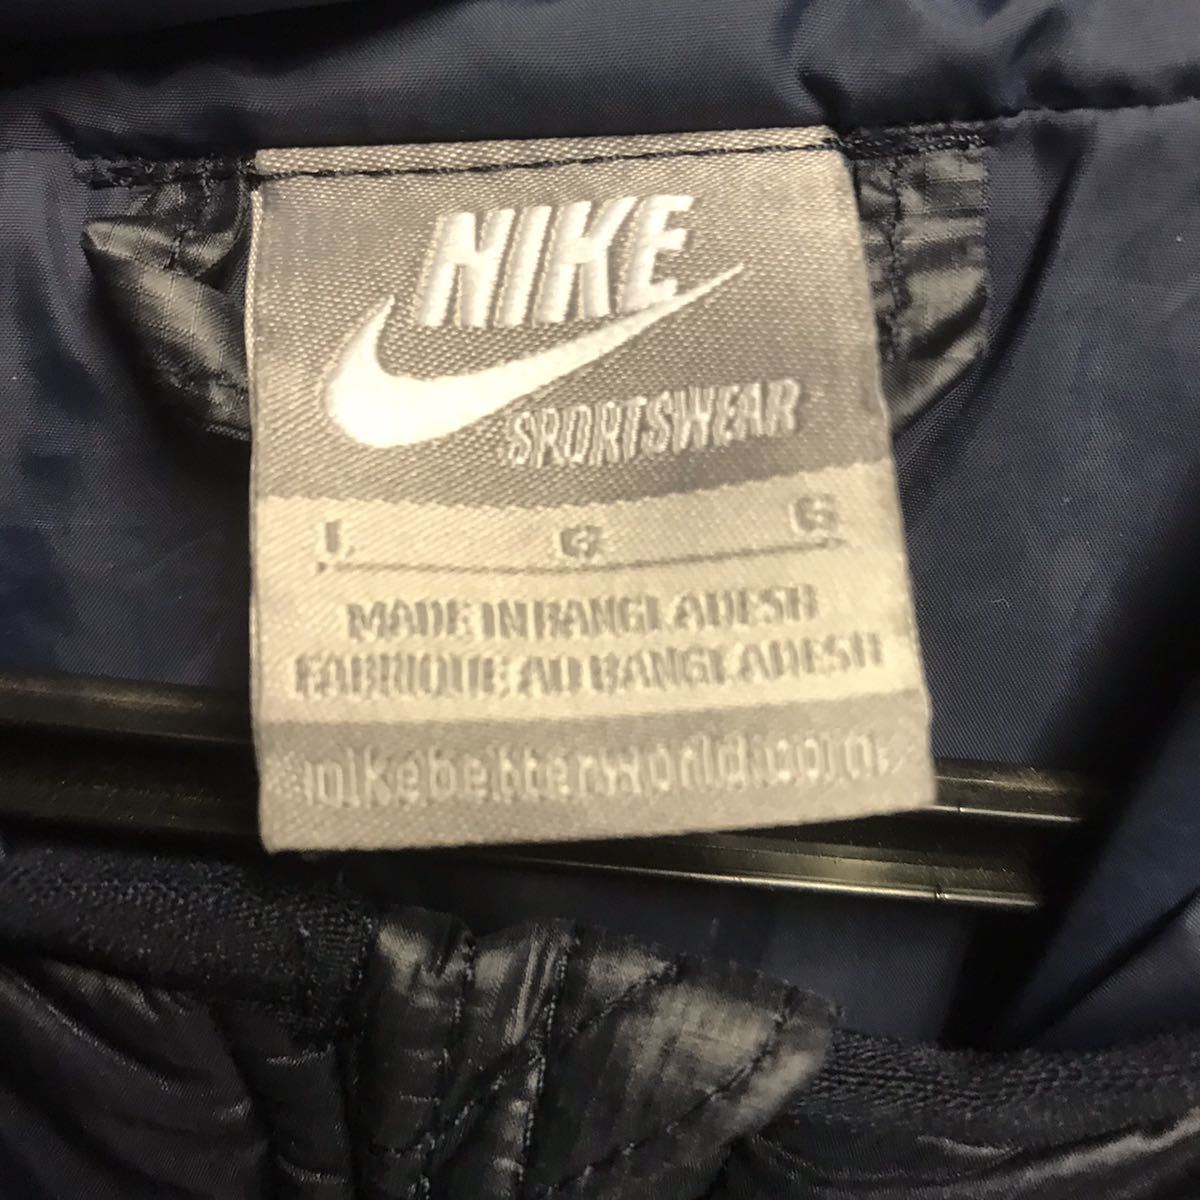 NIKE
SPORTSWEAR
L G G
MADE IN BANGLADESH
FABRIQUE AU BANGLADESH
nikebetterworld.com